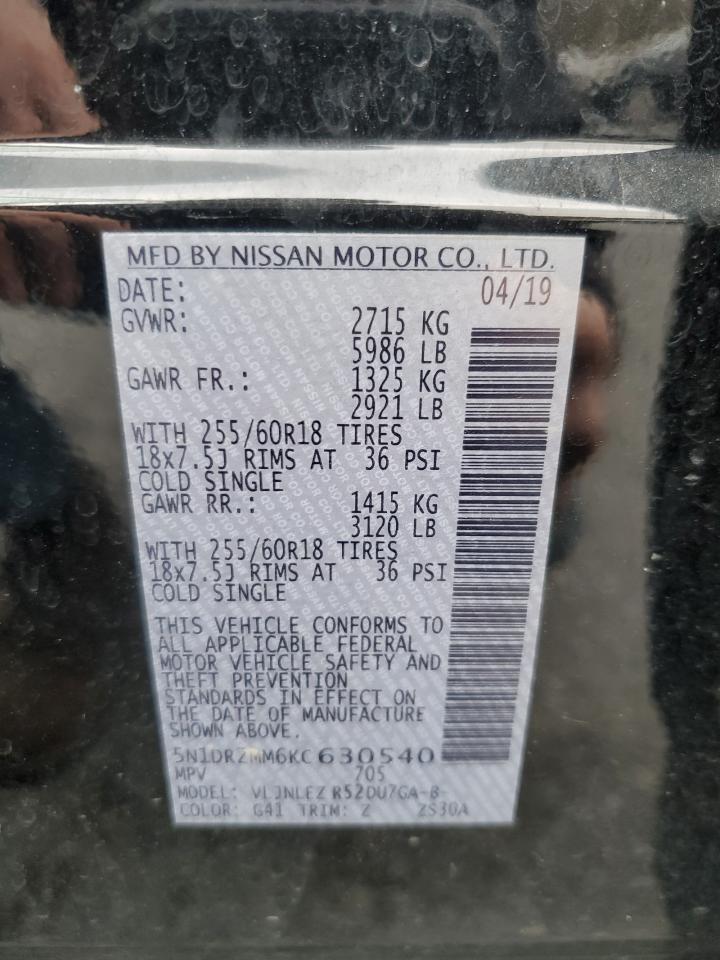 MFD BY NISSAN MOTOR CO., LTD.
DATE: 04/19
GVWR: 2715 KG
5986 LB
GAWR FR.: 1325 KG
2921 LB
WITH 255/60R18 TIRES
18x7.5J RIMS AT 36 PSI
COLD SINGLE
GAWR RR.: 1415 KG
3120 LB
WITH 255/60R18 TIRES
18x7.5J RIMS AT 36 PSI
COLD SINGLE
THIS VEHICLE CONFORMS TO
ALL APPLICABLE FEDERAL
MOTOR VEHICLE SAFETY AND
THEFT PREVENTION
STANDARDS IN EFFECT ON
THE DATE OF MANUFACTURE
SHOWN ABOVE.
5N1DR2MM6KC630540
MPV 705
MODEL:
COLOR: G41 TRIM: Z 2S30A